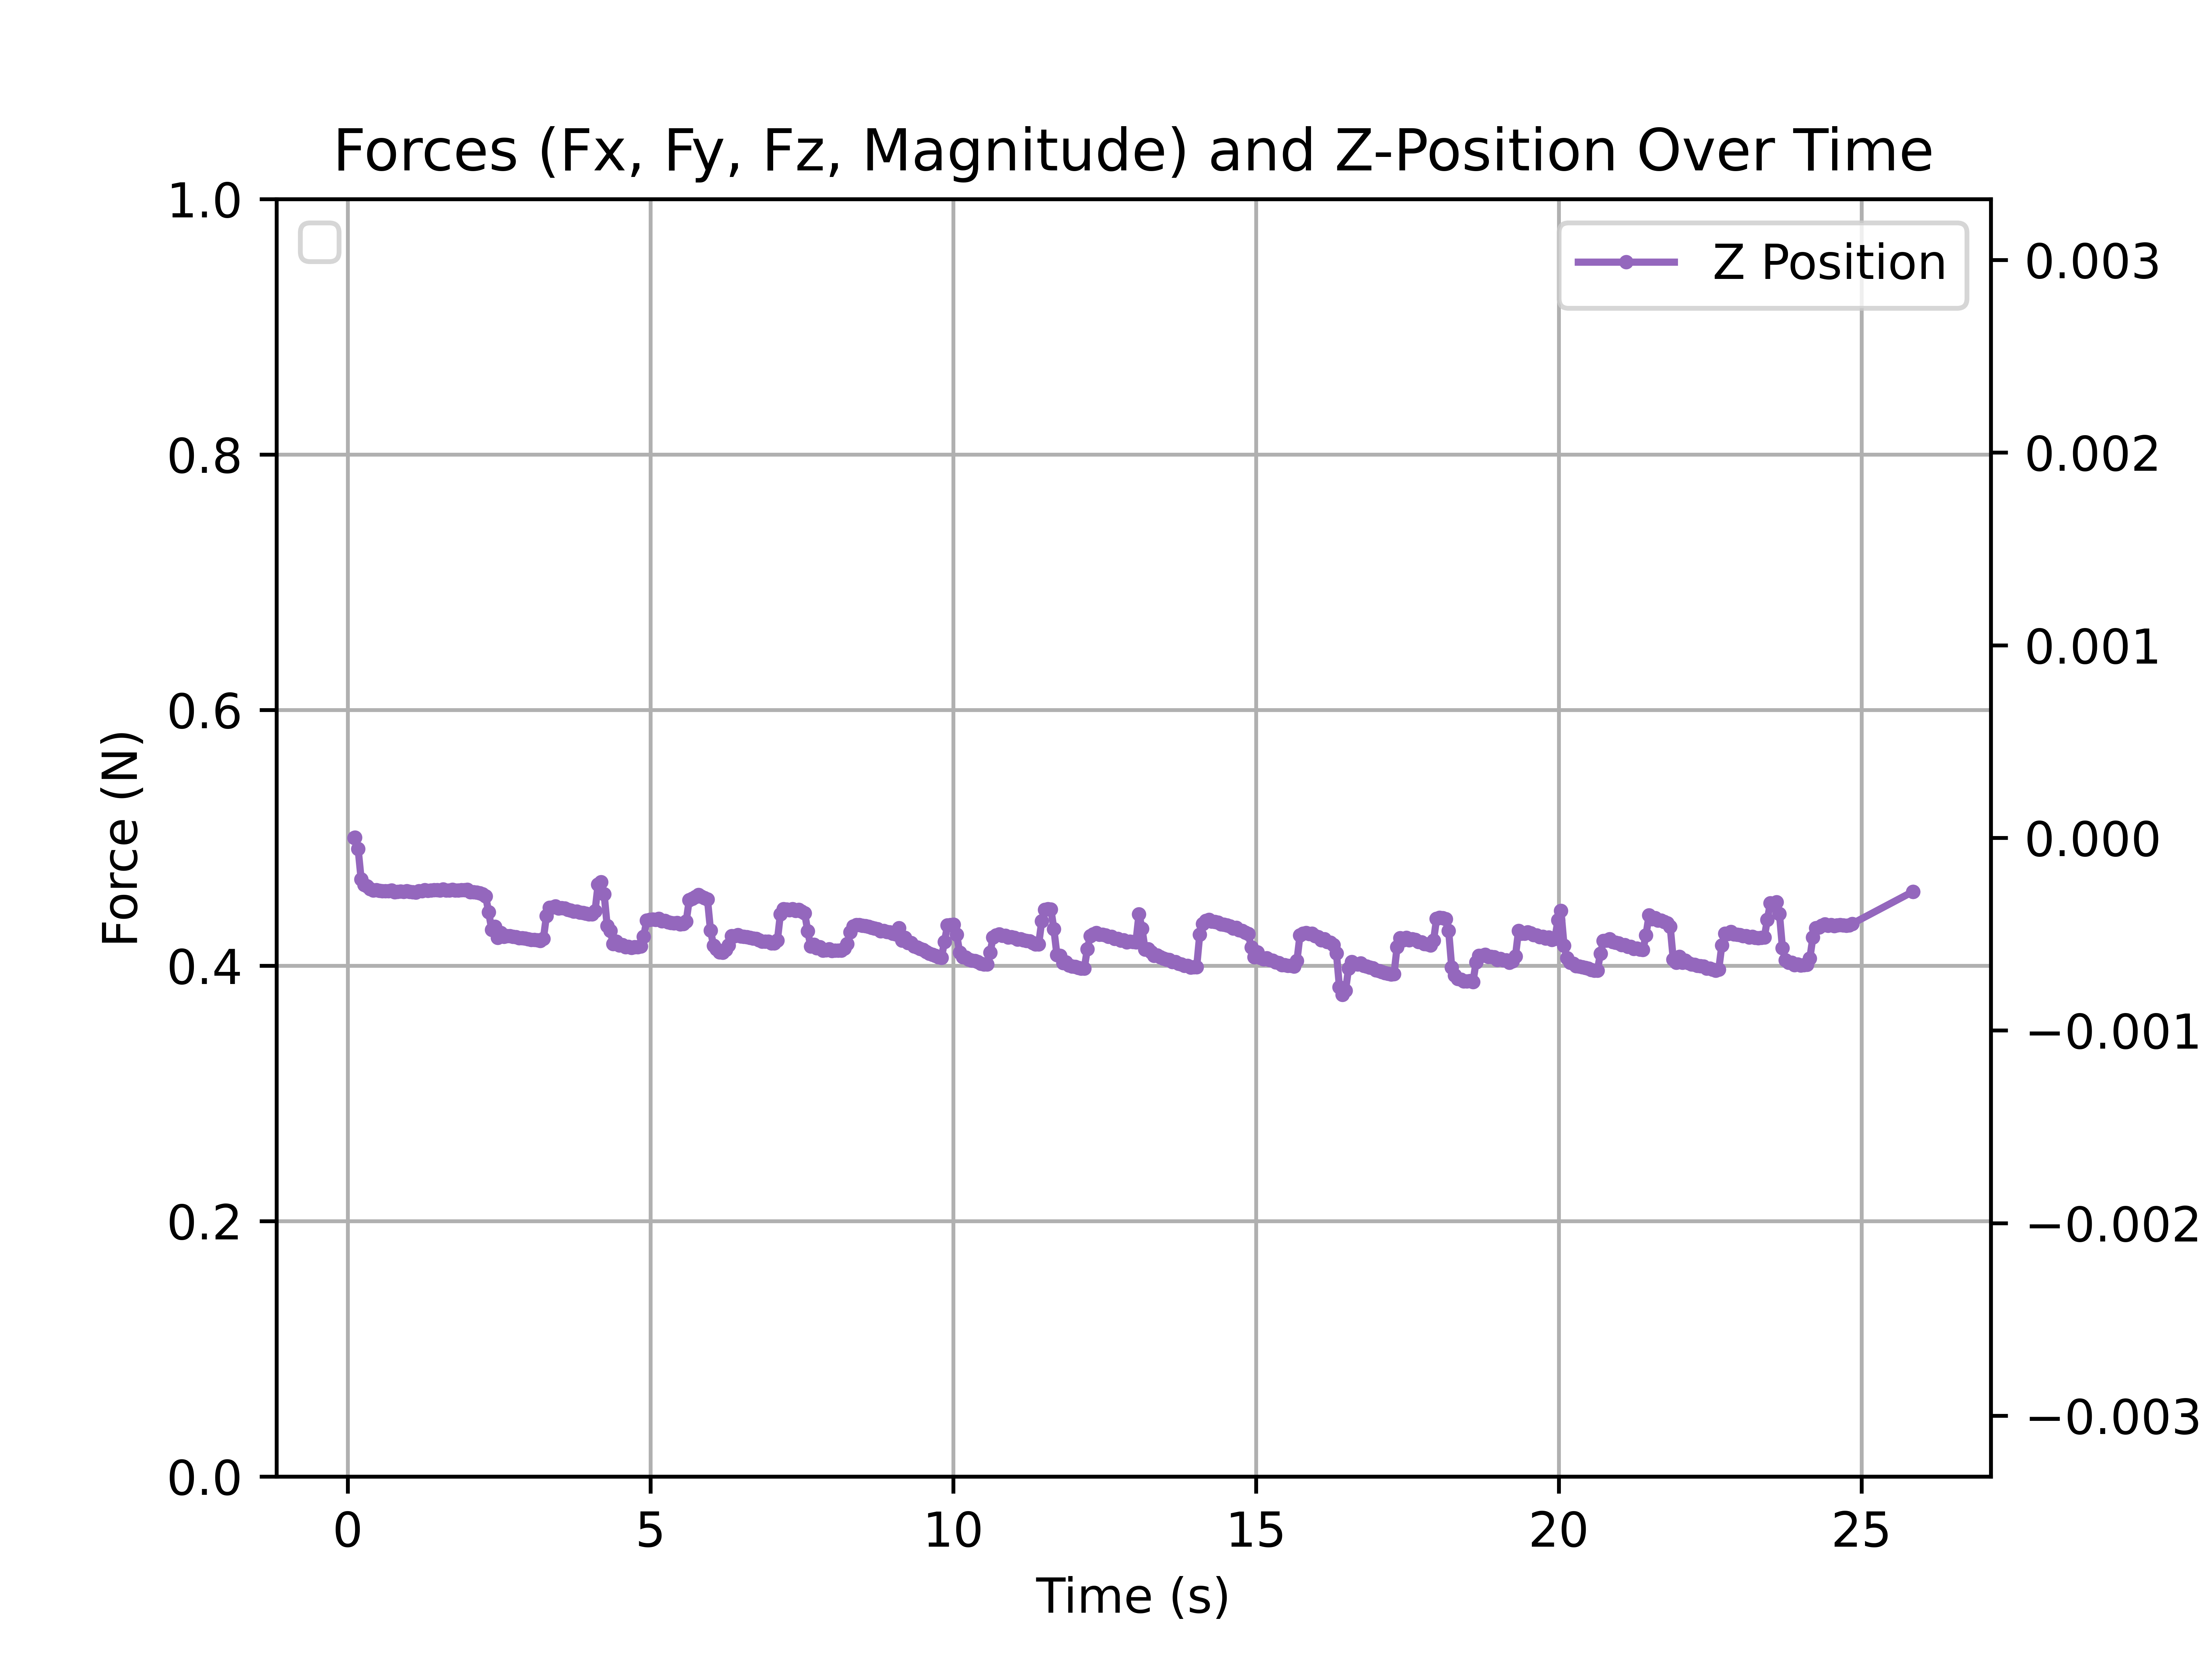 Forces (Fx, Fy, Fz, Magnitude) and Z-Position Over Time
1.0
0.8
0.6
0.4
0.2
0.0
Force (N)
Z Position
0.003
0.002
0.001
0.000
−0.001
−0.002
−0.003
0 5 10 15 20 25
Time (s)